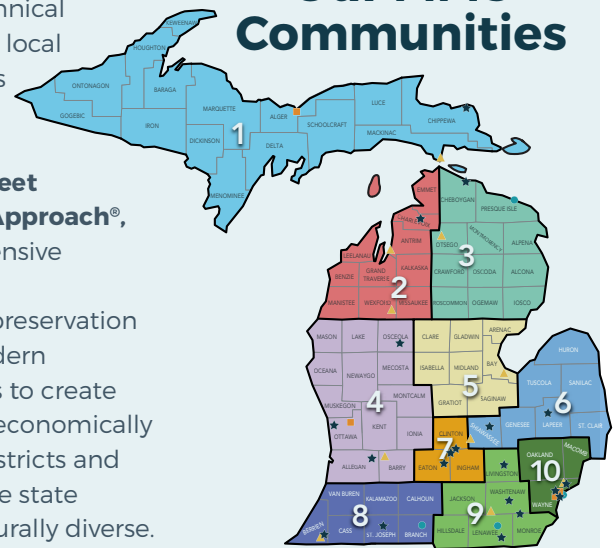 hnical
local
s
Communities
eet
Approach®,
ensive
preservation
dern
s to create
economically
stricts and
e state
urally diverse.
KEWEENAW
HOUGHTON
ONTONAGON
BARAGA
GOGEBIC
IRON
MARQUETTE
DICKINSON
MENOMINEE
1
ALGER
DELTA
SCHOOLCRAFT
LUCE
MACKINAC
CHIPPEWA
EMMET
CHARLEVOIX
ANTRIM
LEELANAU
BENZIE
GRAND
TRAVERSE
KALKASKA
MANISTEE
WEXFORD
MISSAUKEE
2
CHEBOYGAN
PRESQUE ISLE
OTSEGO
MONTMORENCY
ALPENA
3
CRAWFORD
OSCODA
ALCONA
ROSCOMMON
OGEMAW
IOSCO
MASON
LAKE
OSCEOLA
OCEANA
NEWAYGO
MECOSTA
MONTCALM
MUSKEGON
4
OTTAWA
KENT
IONIA
ALLEGAN
BARRY
CLARE
GLADWIN
ARENAC
ISABELLA
MIDLAND
BAY
5
GRATIOT
SAGINAW
HURON
TUSCOLA
SANILAC
6
GENESEE
LAPEER
ST. CLAIR
SHIAWASSEE
CLINTON
7
EATON
INGHAM
VAN BUREN
KALAMAZOO
CALHOUN
8
BERRIEN
CASS
ST. JOSEPH
BRANCH
LIVINGSTON
JACKSON
WASHTENAW
9
HILLSDALE
LENAWEE
MONROE
OAKLAND
MACOMB
10
WAYNE